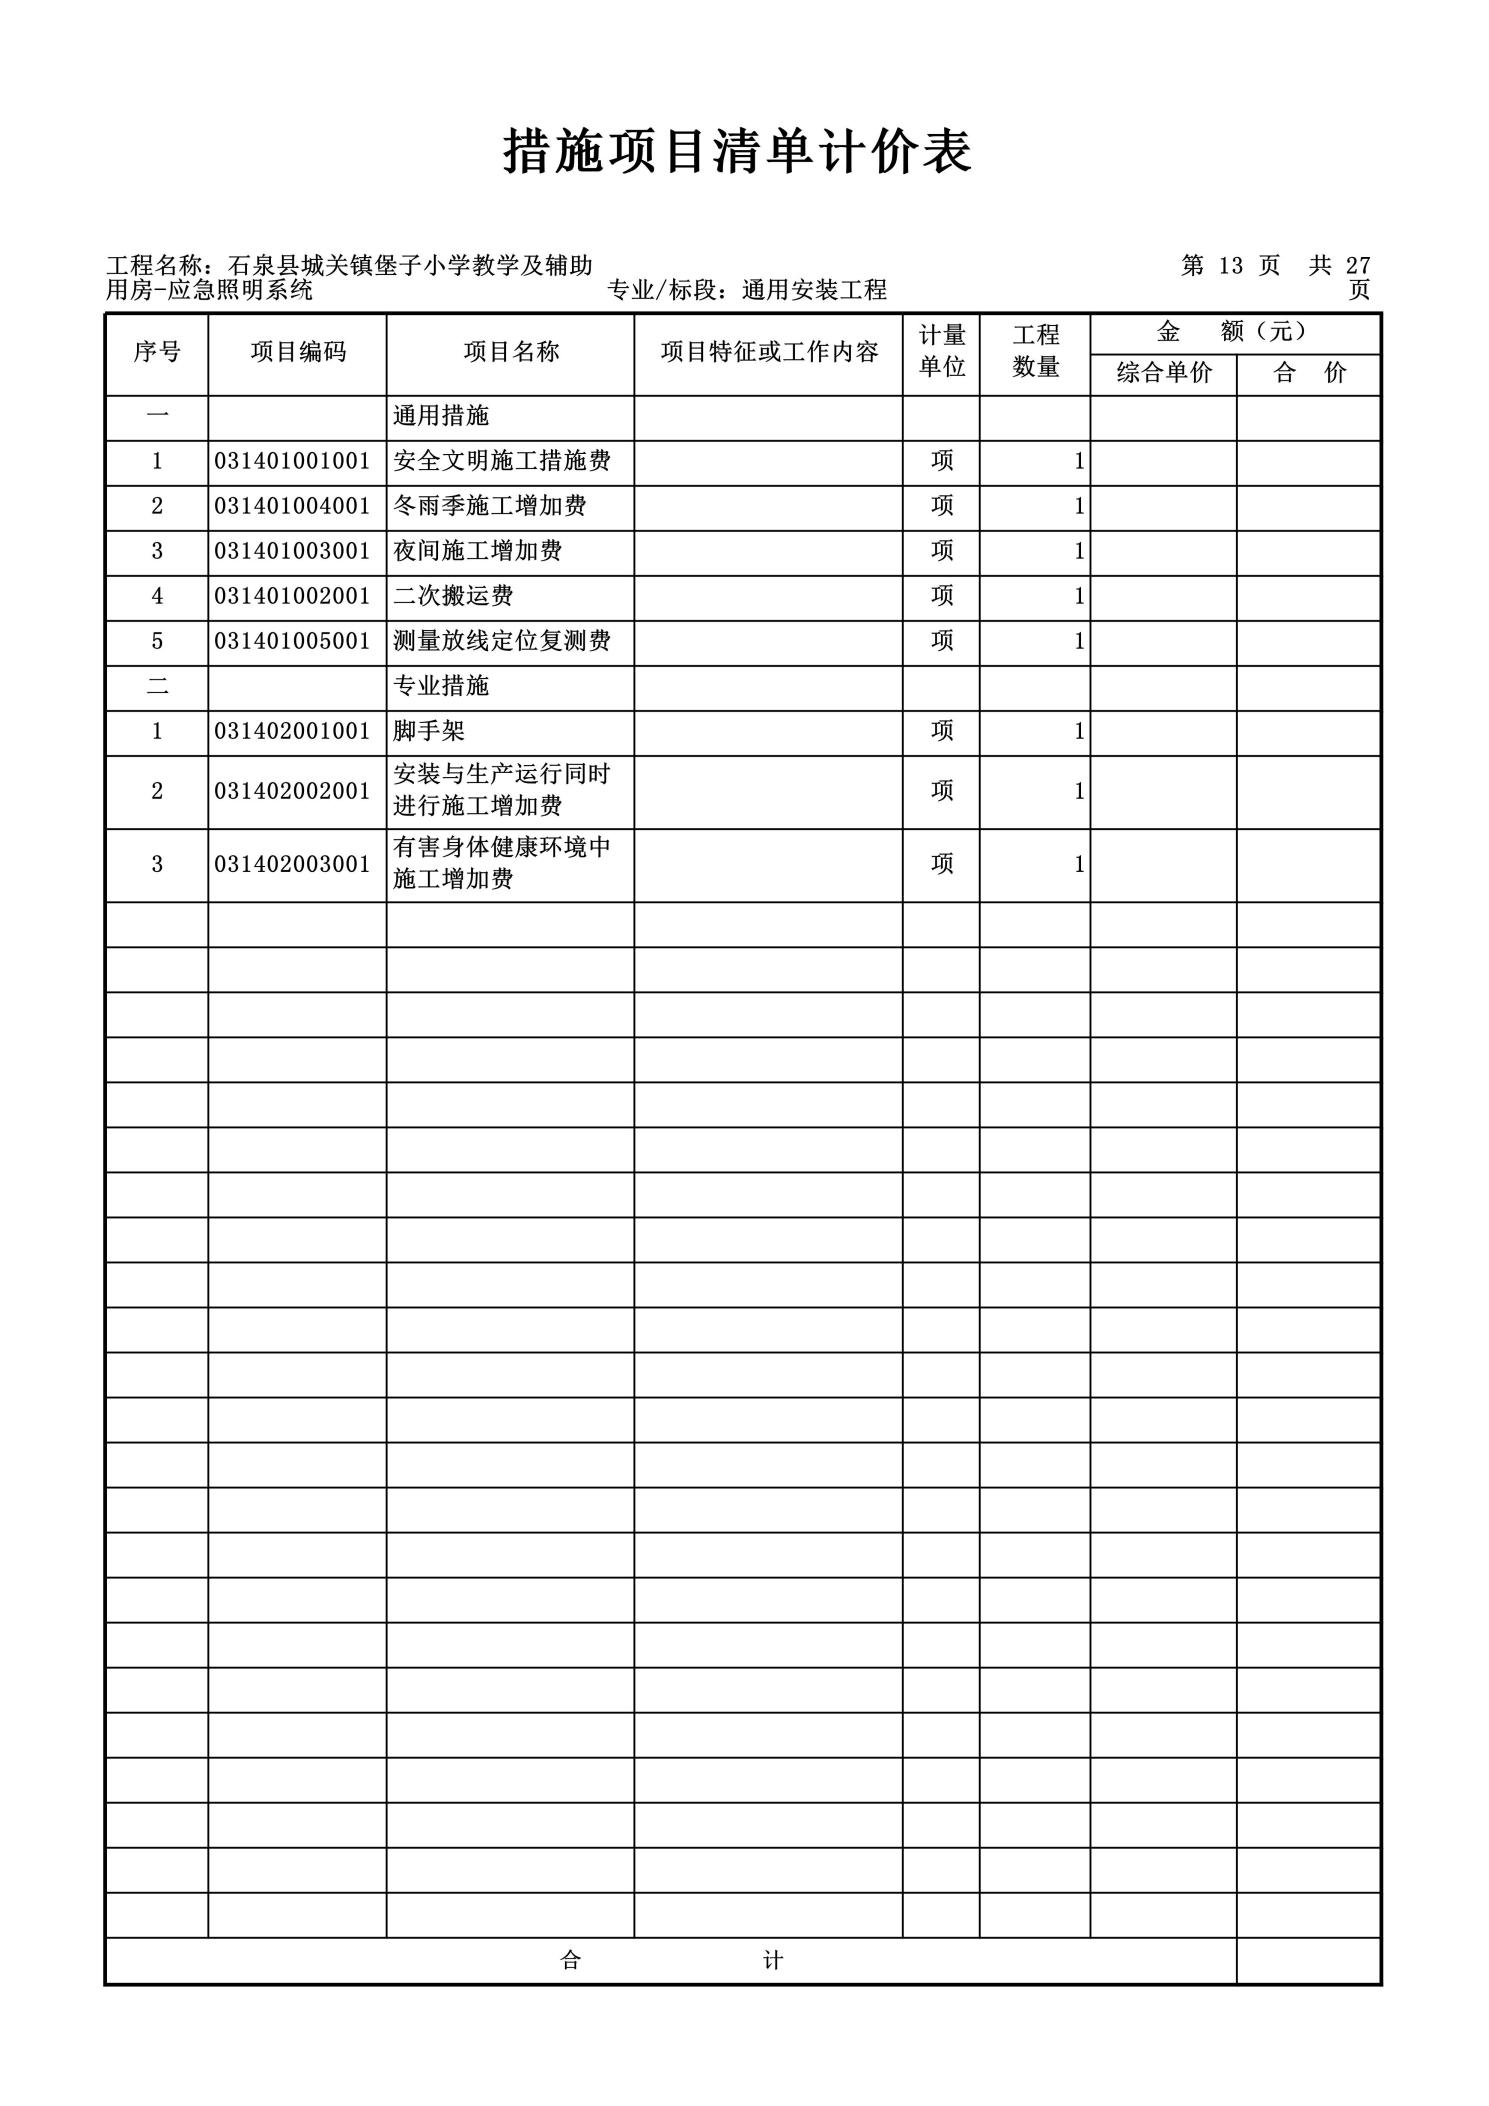 措施项目清单计价表
工程名称：石泉县城关镇堡子小学教学及辅助
用房-应急照明系统
专业/标段：通用安装工程
第 13 页 共 27
页
序号 项目编码 项目名称 项目特征或工作内容 计量 工程 金 额（元）
单位 数量 综合单价 合 价
一 通用措施
1 031401001001 安全文明施工措施费 项 1
2 031401004001 冬雨季施工增加费 项 1
3 031401003001 夜间施工增加费 项 1
4 031401002001 二次搬运费 项 1
5 031401005001 测量放线定位复测费 项 1
二 专业措施
1 031402001001 脚手架 项 1
2 031402002001 安装与生产运行同时 项 1
进行施工增加费
3 031402003001 有害身体健康环境中 项 1
施工增加费
合 计